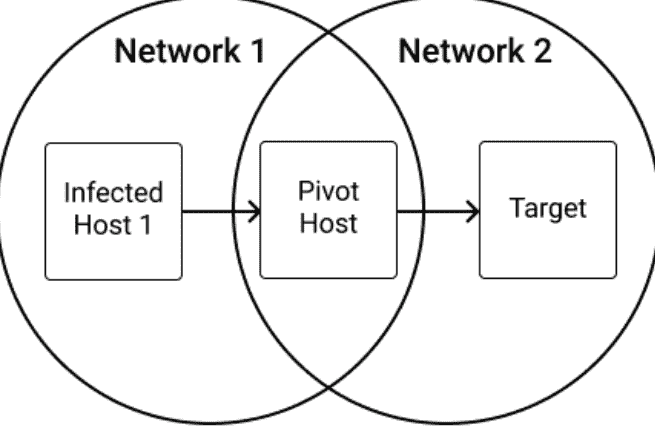 Network 1
Network 2
Infected
Host 1
Pivot
Host
Target